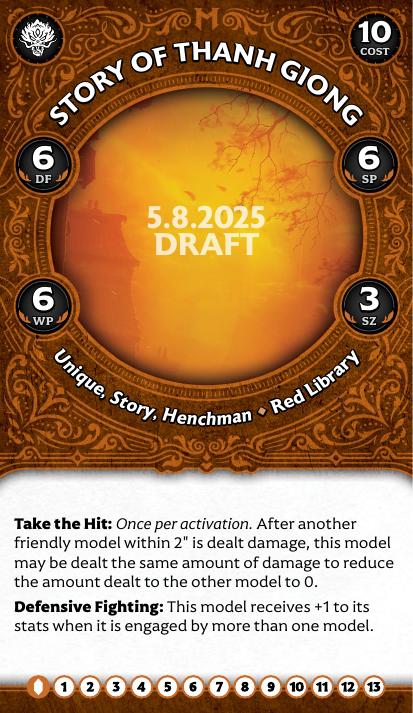 10
COST
STORY OF THANH GIONG
6
DF
6
SP
5.8.2025
DRAFT
6
WP
3
SZ
Unique, Story, Henchman ⬥ Red Library
Take the Hit: Once per activation. After another
friendly model within 2" is dealt damage, this model
may be dealt the same amount of damage to reduce
the amount dealt to the other model to 0.
Defensive Fighting: This model receives +1 to its
stats when it is engaged by more than one model.
1 2 3 4 5 6 7 8 9 10 11 12 13